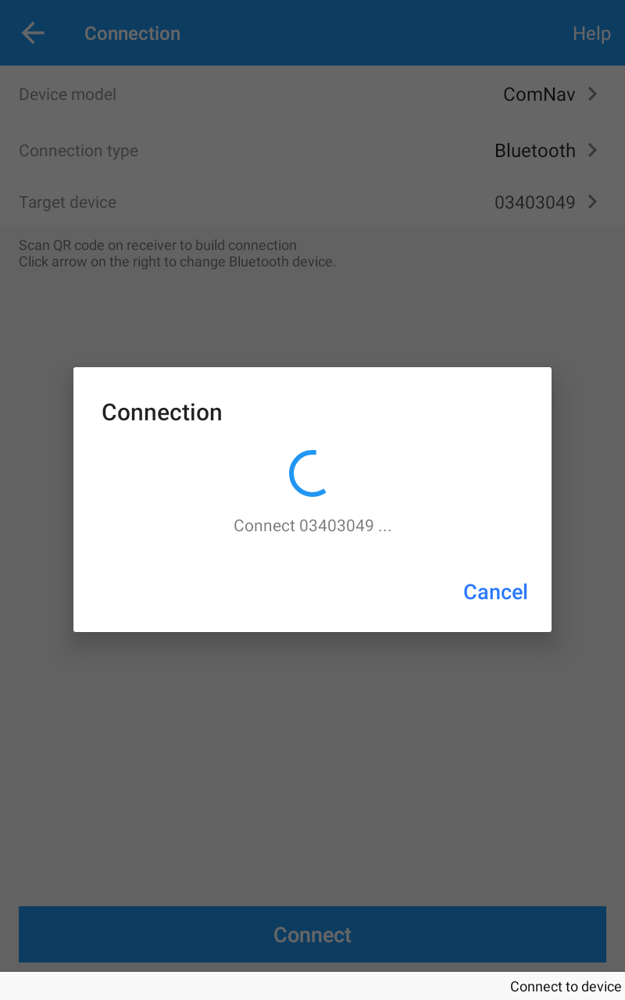 Connection
Help
Device model
ComNav
Connection type
Bluetooth
Target device
03403049
Scan QR code on receiver to build connection
Click arrow on the right to change Bluetooth device.
Connection
Connect 03403049 ...
Cancel
Connect
Connect to device